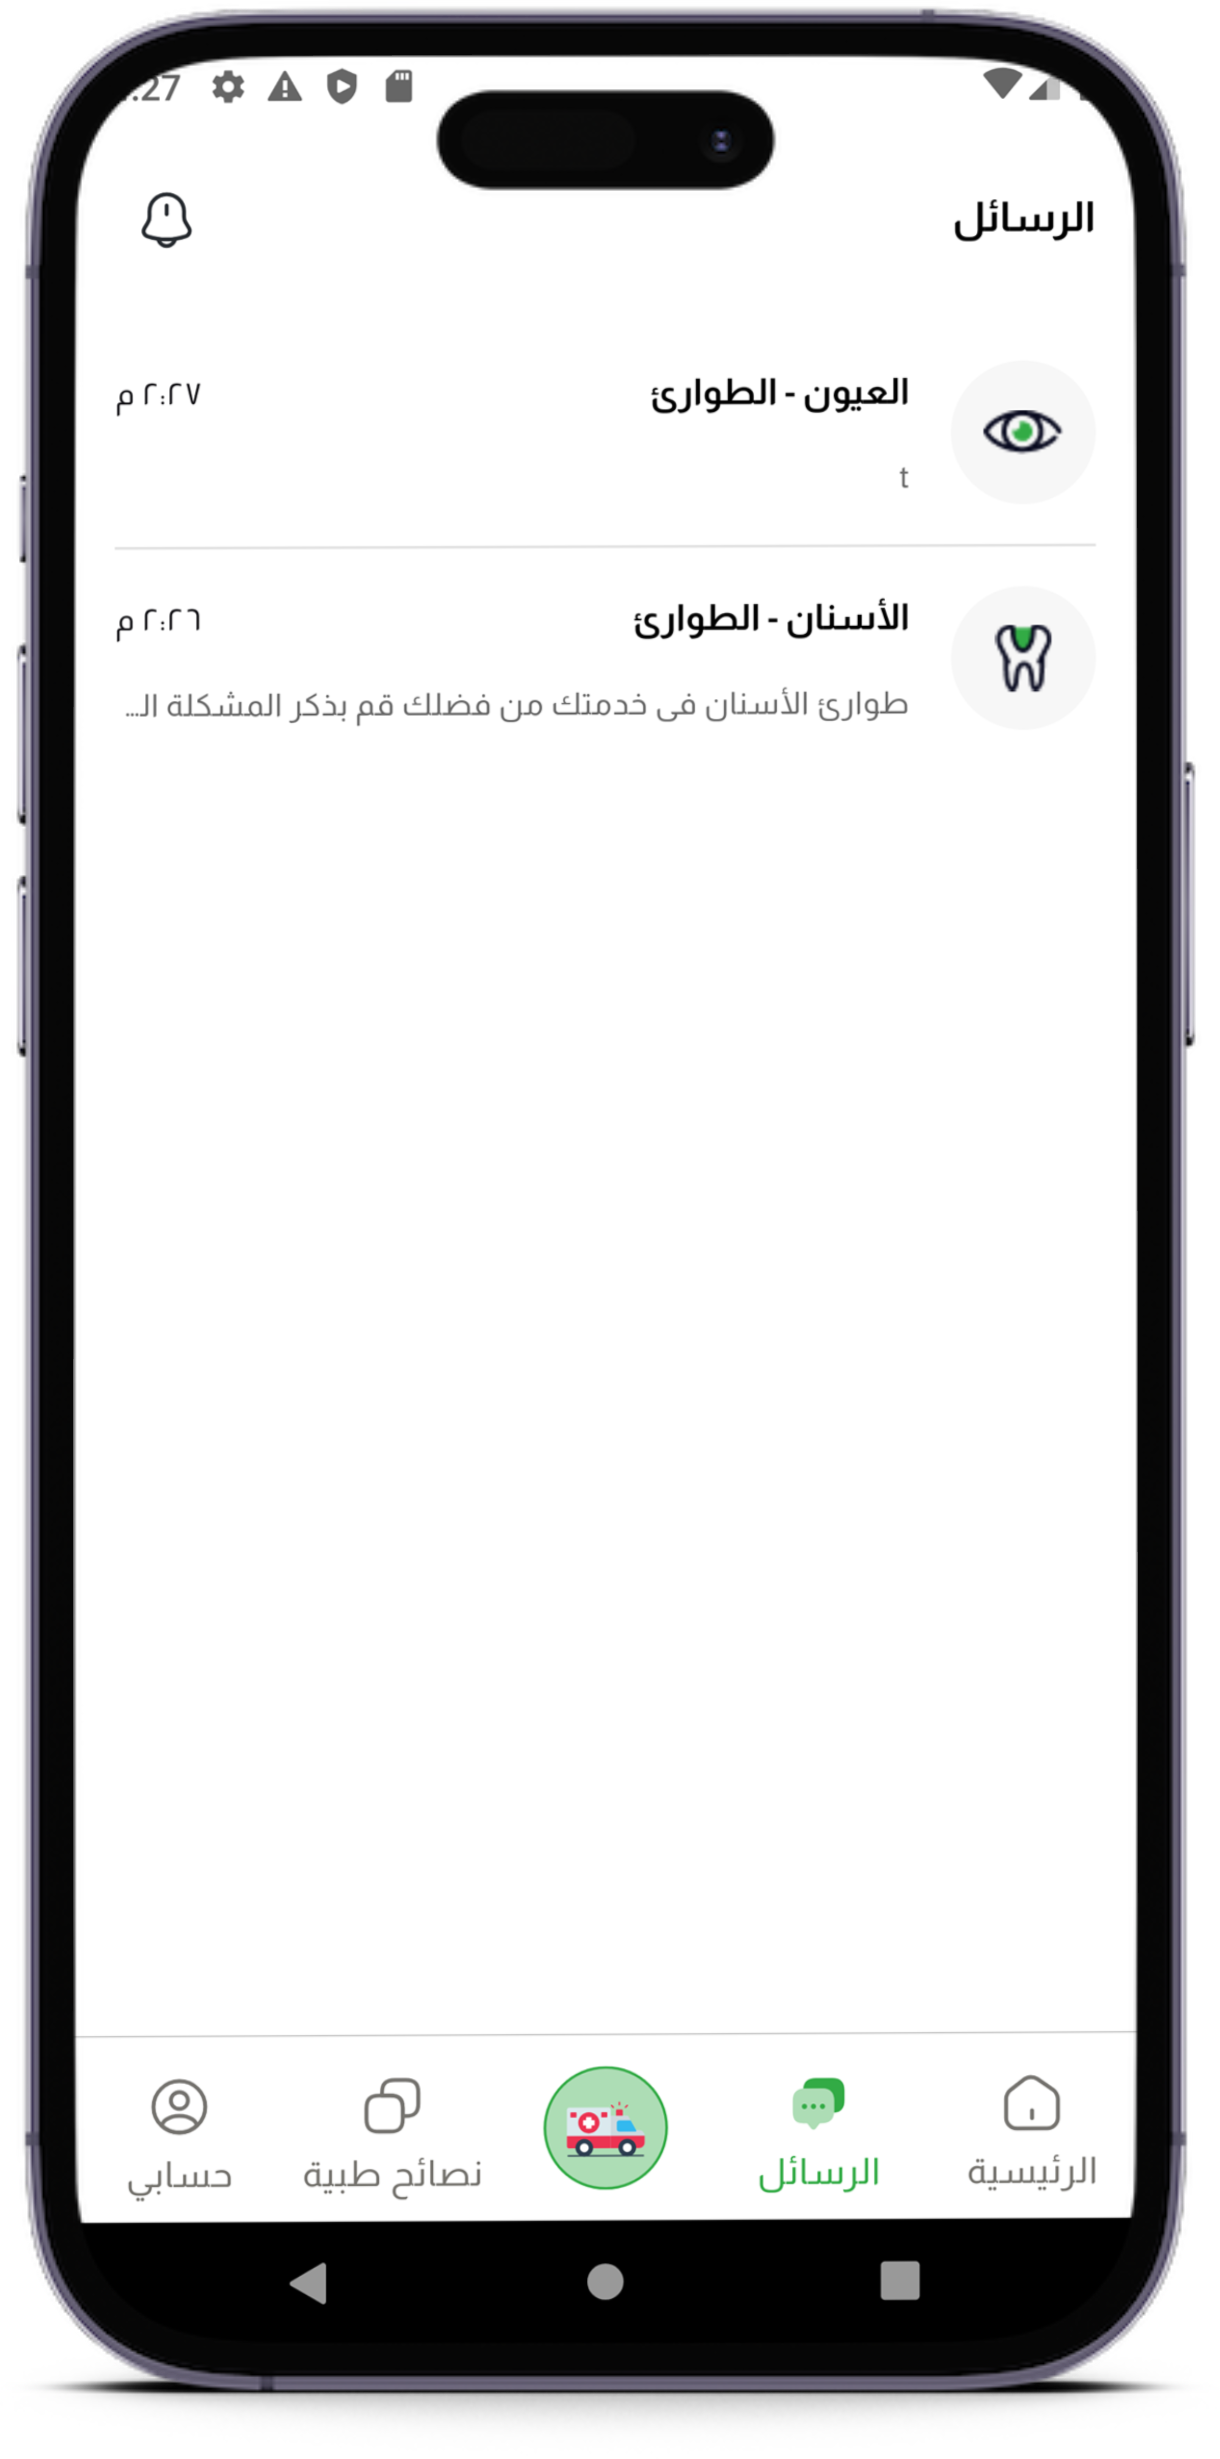 :27
الرسائل
العيون - الطوارئ
٢:٢٧ م
t
الأسنان - الطوارئ
٢:٢٦ م
طوارئ الأسنان فى خدمتك من فضلك قم بذكر المشكلة الـ...
الرئيسية
الرسائل
نصائح طبية
حسابي